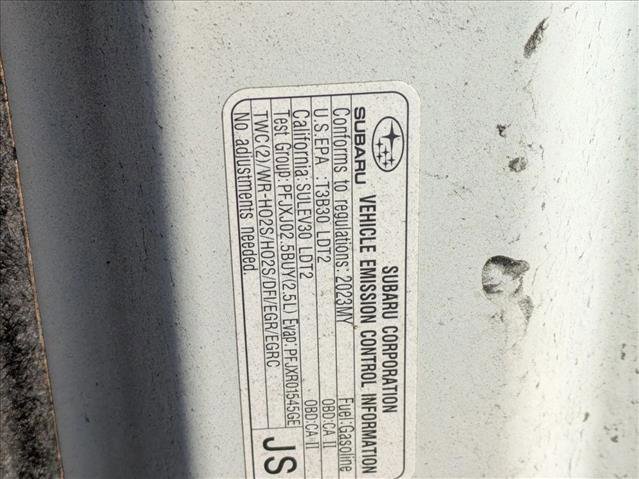 SUBARU CORPORATION
SUBARU VEHICLE EMISSION CONTROL INFORMATION
Conforms to regulations: 2023MY Fuel:Gasoline
U.S.EPA :T3B30 LDT2 OBD:CA II
California:SULEV30 LDT2 OBD:CA II
Test Group:PFJXJ02.5BUY(2.5L) Evap:PFJXR01545GE
TWC(2)/WR-HO2S/HO2S/DFI/EGR/EGRC
No adjustments needed.
JS